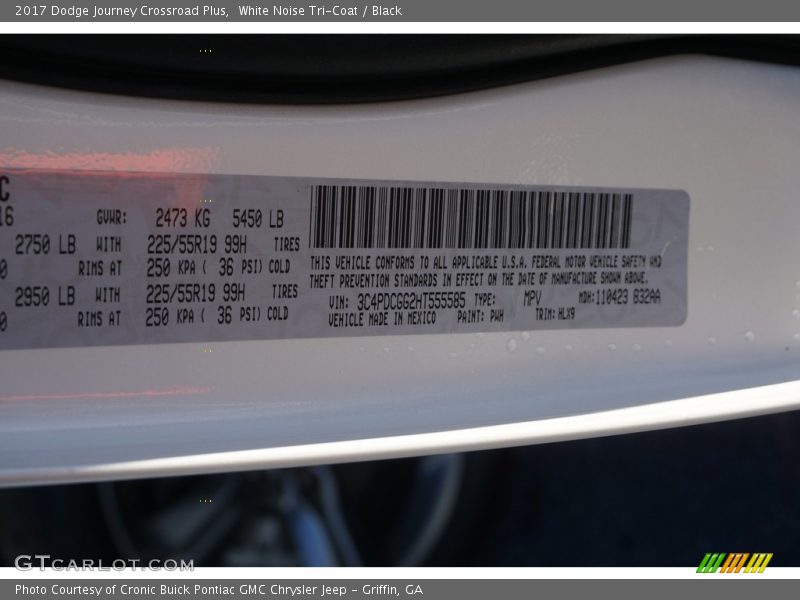 2017 Dodge Journey Crossroad Plus,  White Noise Tri-Coat / Black
C
16
GVWR: 2473 KG 5450 LB
2750 LB WITH 225/55R19 99H TIRES
0 RIMS AT 250 KPA ( 36 PSI) COLD
2950 LB WITH 225/55R19 99H TIRES
0 RIMS AT 250 KPA ( 36 PSI) COLD
THIS VEHICLE CONFORMS TO ALL APPLICABLE U.S.A. FEDERAL MOTOR VEHICLE SAFETY AND
THEFT PREVENTION STANDARDS IN EFFECT ON THE DATE OF MANUFACTURE SHOWN ABOVE.
VIN: 3C4PDCGG2HT555585 TYPE: MPV MDH:110423 832AA
VEHICLE MADE IN MEXICO PAINT: PWH TRIM: HLX9
GTCARLOT.COM
Photo Courtesy of Cronic Buick Pontiac GMC Chrysler Jeep - Griffin, GA